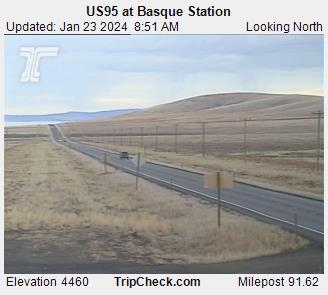 US95 at Basque Station
Updated: Jan 23 2024 8:51 AM Looking North
Elevation 4460 TripCheck.com Milepost 91.62